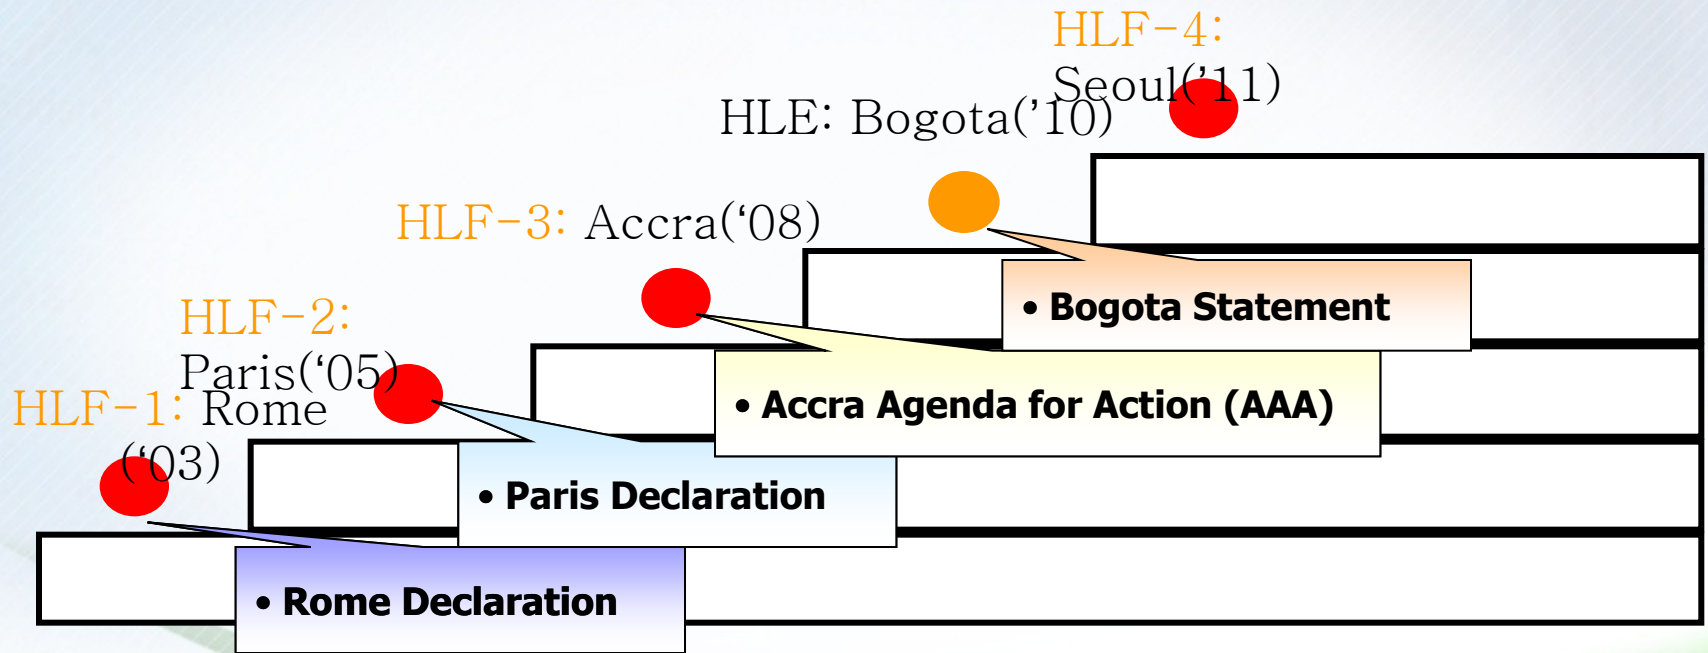 HLF-4:
Seoul(’11)
HLE: Bogota(’10)
HLF-3: Accra(‘08)
• Bogota Statement
HLF-2:
Paris(‘05)
• Accra Agenda for Action (AAA)
HLF-1: Rome
(‘03)
• Paris Declaration
• Rome Declaration